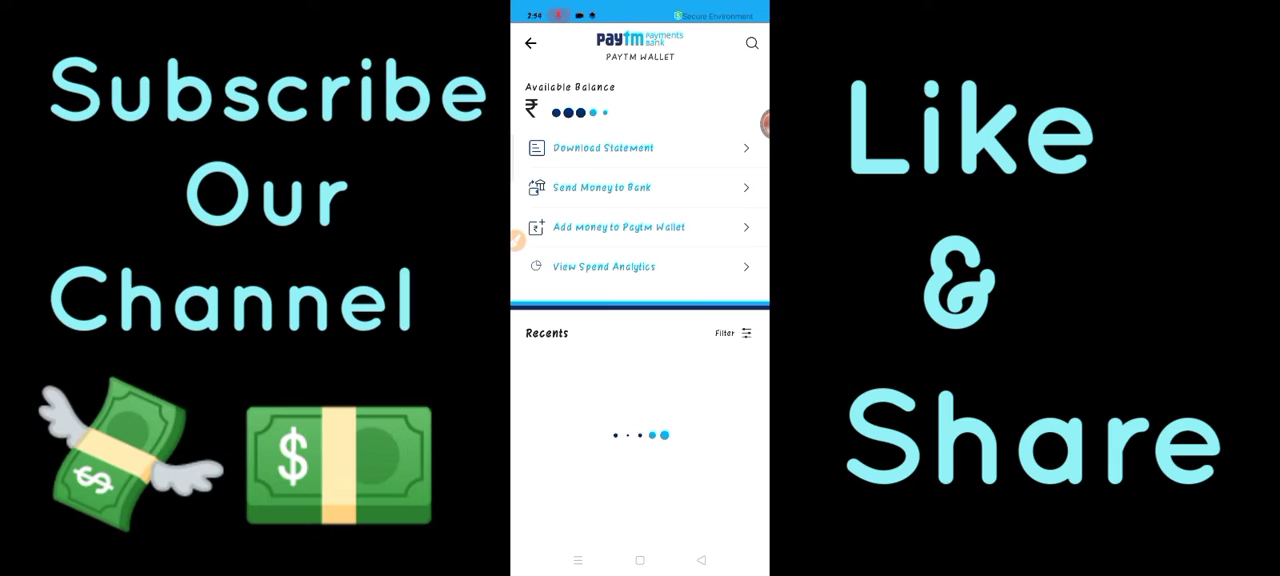 Subscribe
Our
Channel
2:54
Secure Environment
paytm payments bank
PAYTM WALLET
Available Balance
₹
Download Statement
Send Money to Bank
Add Money to Paytm Wallet
View Spend Analytics
Recents
Filter
Like
&
Share